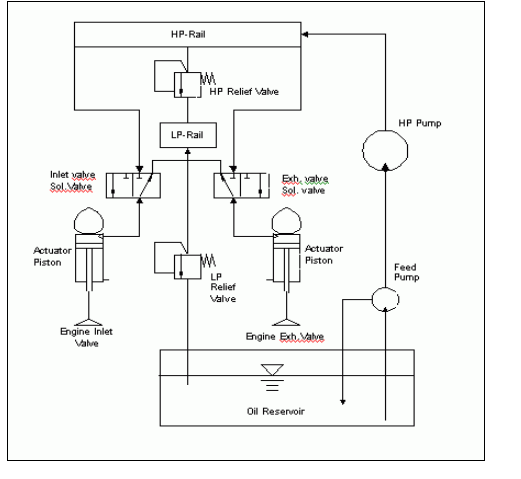 HP-Rail
HP Relief Valve
HP Pump
LP-Rail
Inlet valve
Sol.Valve
Exh. valve
Sol. valve
Actuator
Piston
Actuator
Piston
LP
Relief
Valve
Feed
Pump
Engine Inlet
Valve
Engine Exh.Valve
Oil Reservoir